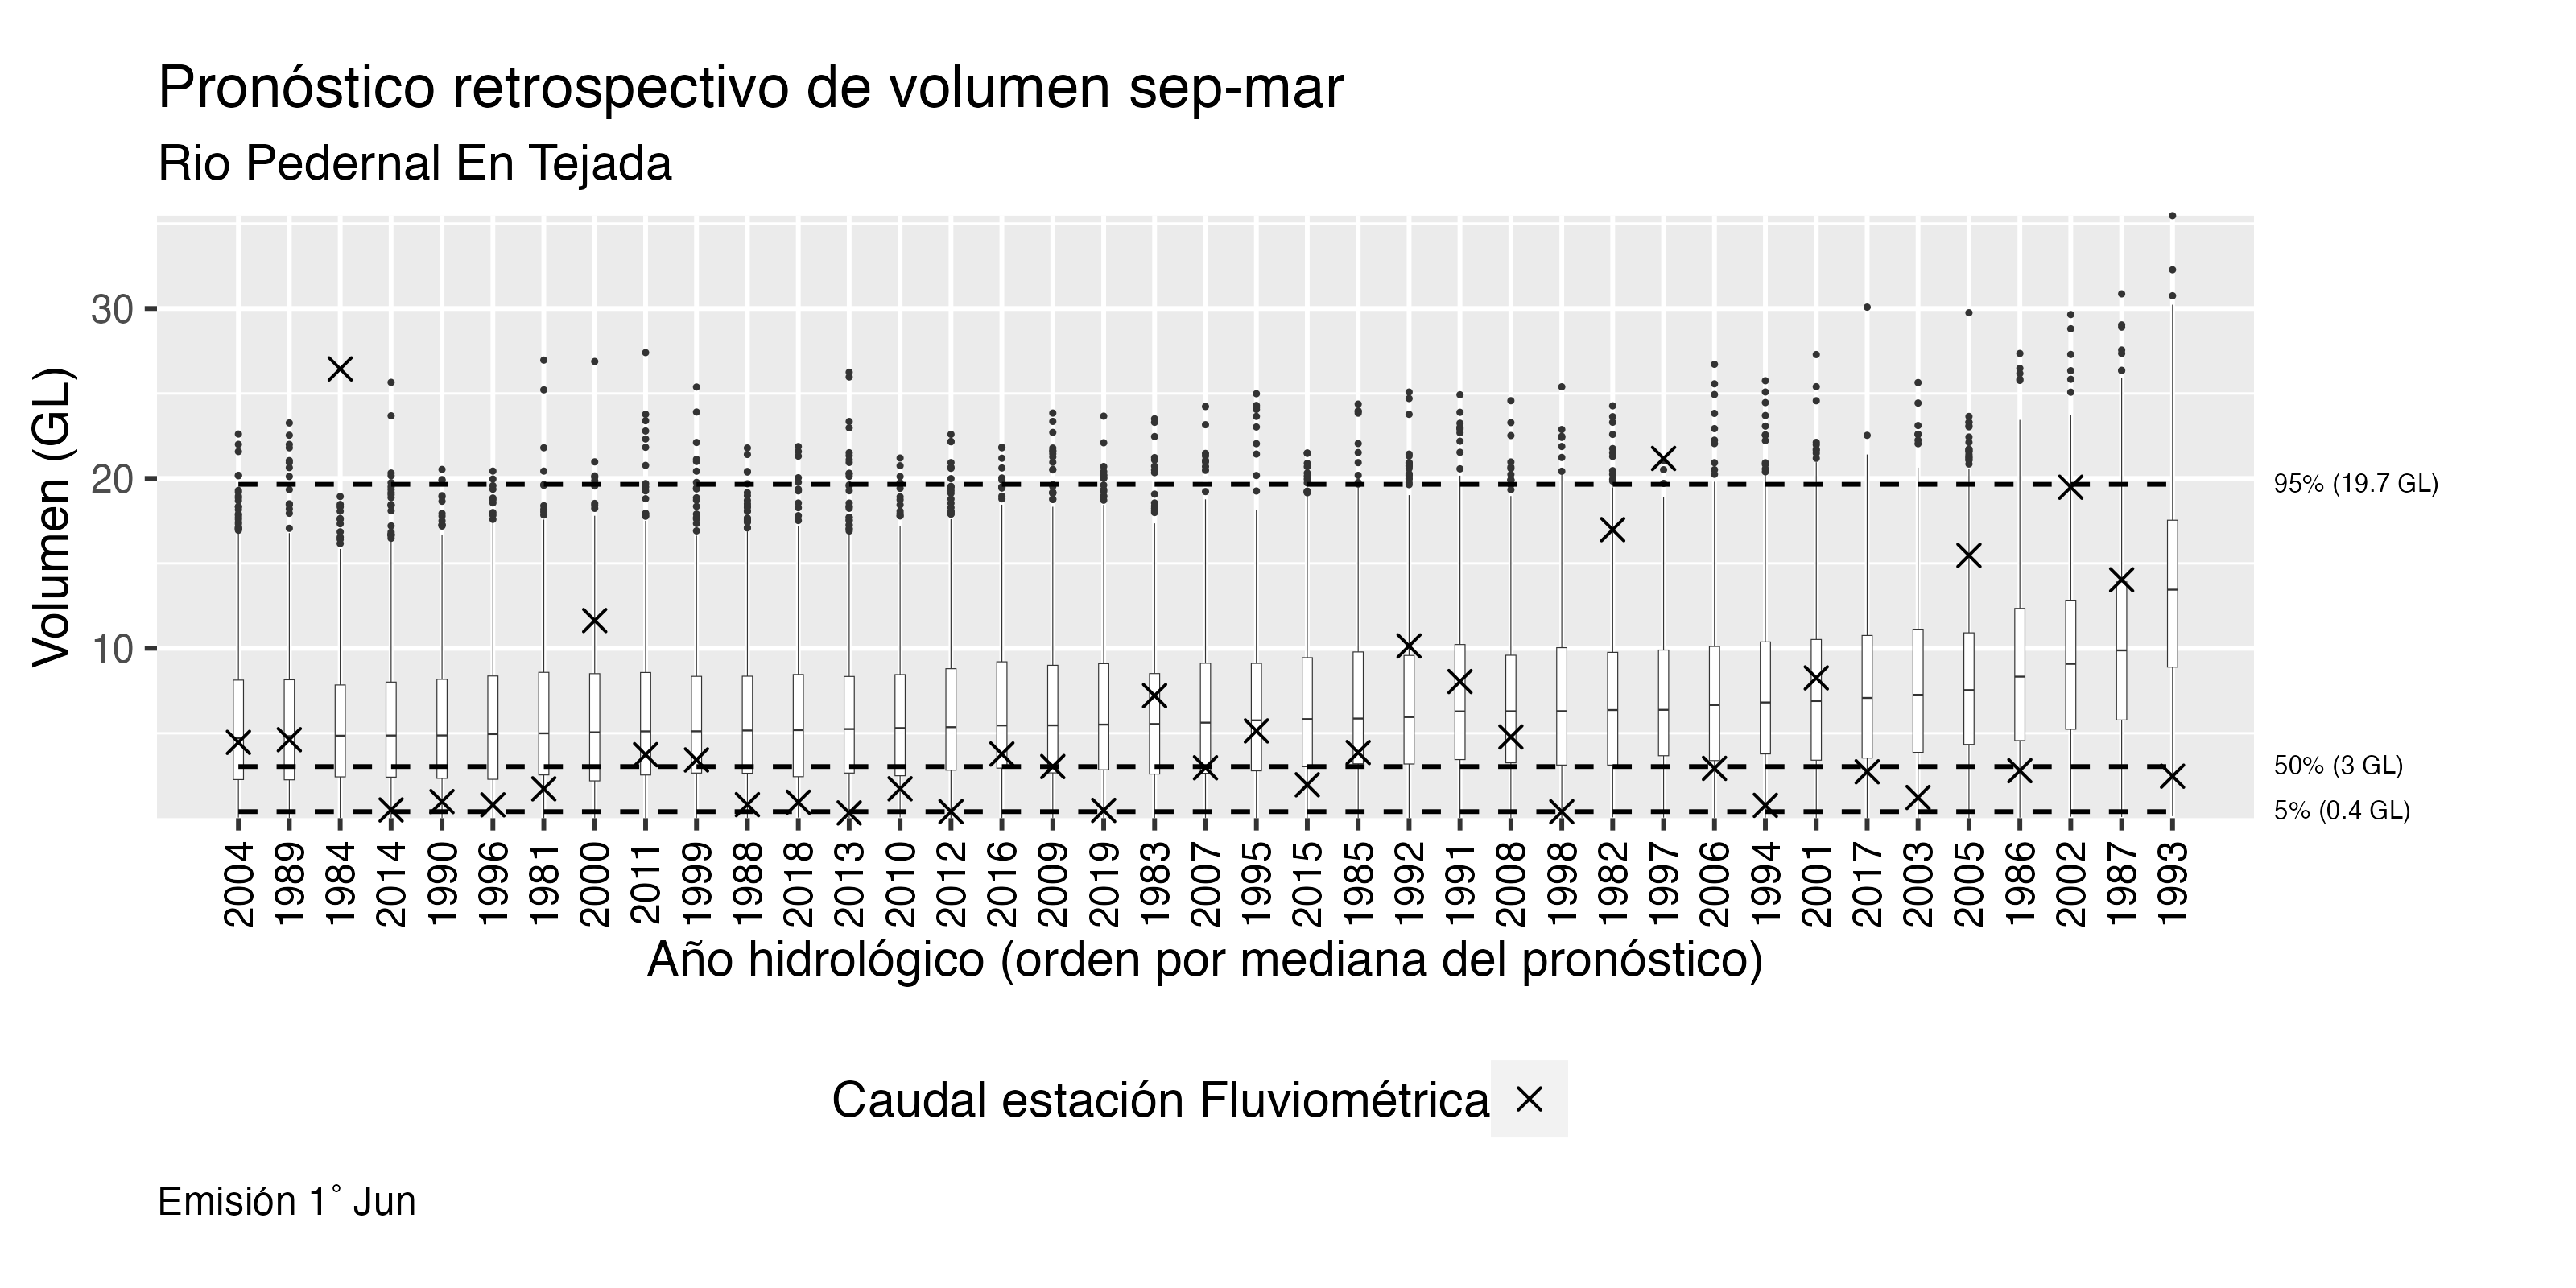 Pronóstico retrospectivo de volumen sep-mar
Rio Pedernal En Tejada
Volumen (GL)
30
20
10
95% (19.7 GL)
50% (3 GL)
5% (0.4 GL)
2004 1989 1984 2014 1990 1996 1981 2000 2011 1999 1988 2018 2013 2010 2012 2016 2009 2019 1983 2007 1995 2015 1985 1992 1991 2008 1998 1982 1997 2006 1994 2001 2017 2003 2005 1986 2002 1987 1993
Año hidrológico (orden por mediana del pronóstico)
Caudal estación Fluviométrica
Emisión 1° Jun